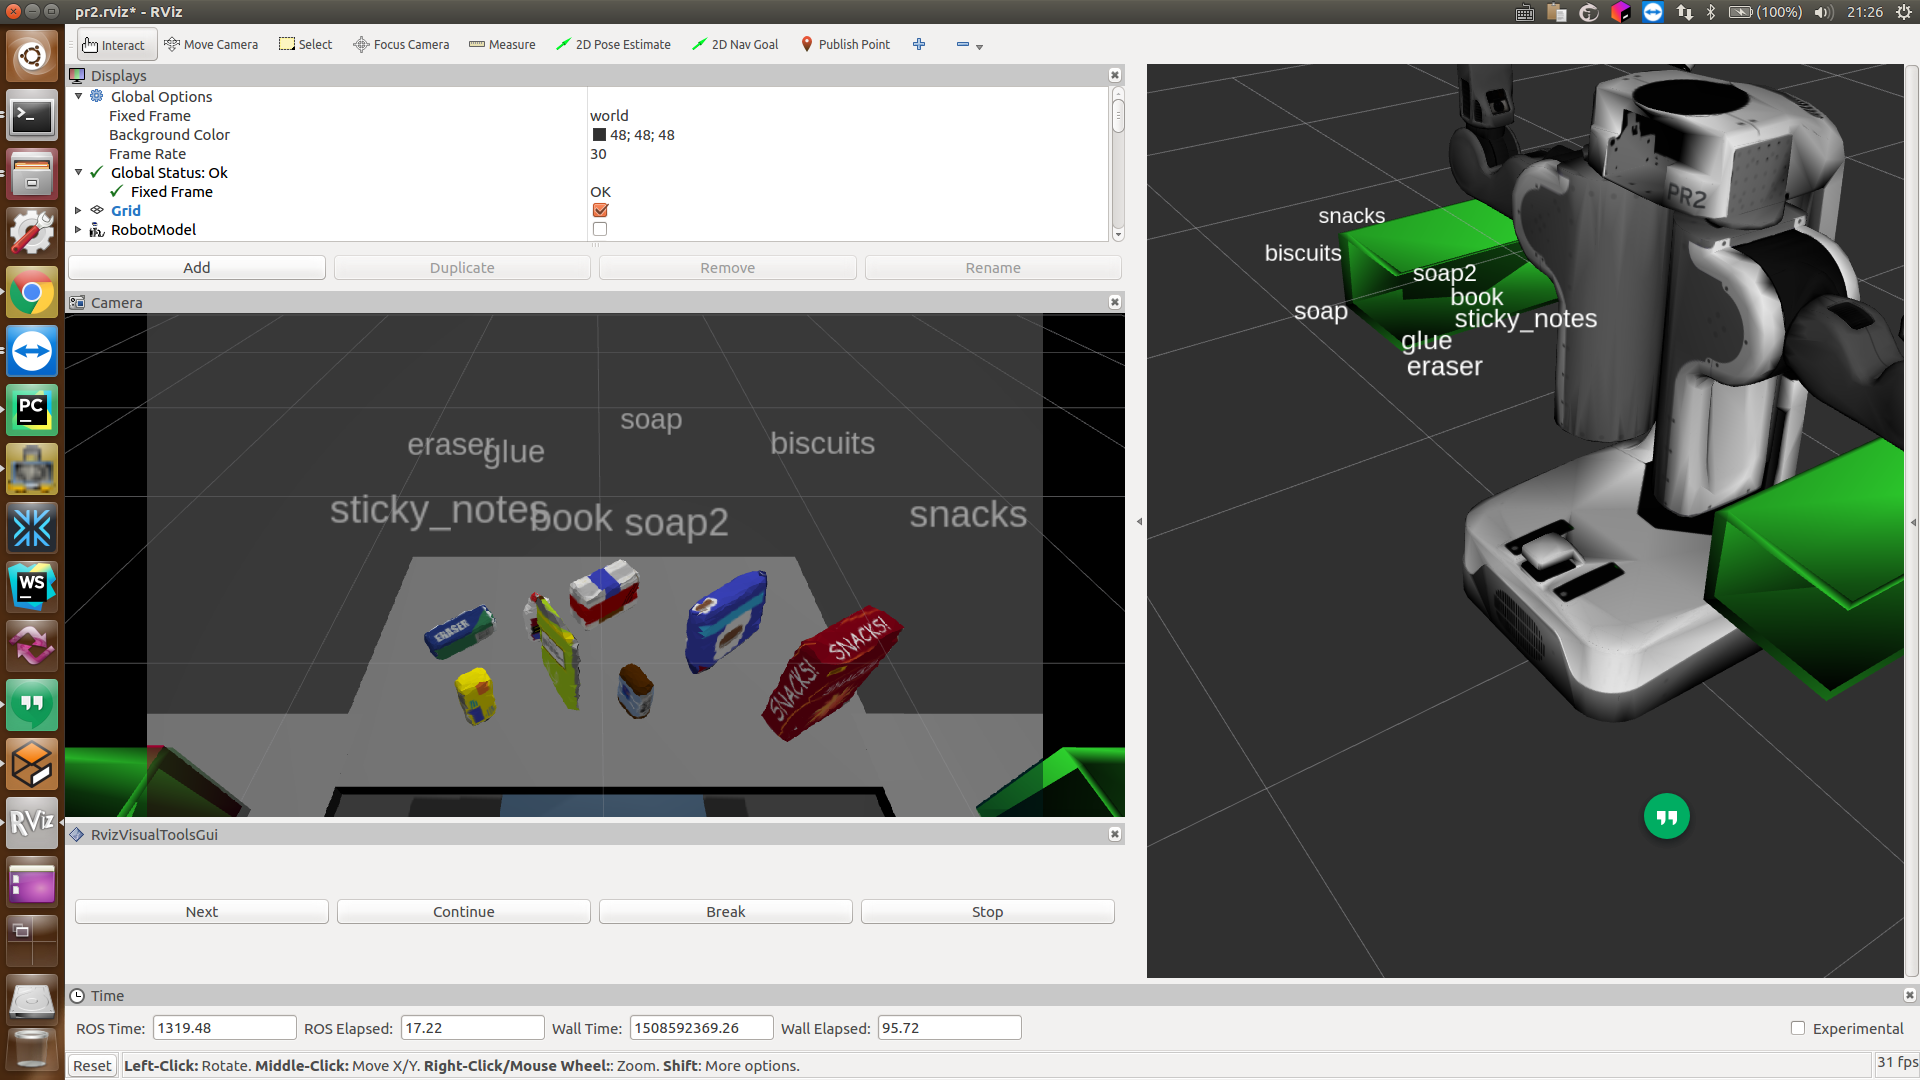 pr2.rviz* - RViz
(100%)
21:26
Interact
Move Camera
Select
Focus Camera
Measure
2D Pose Estimate
2D Nav Goal
Publish Point
Displays
Global Options
Fixed Frame world
Background Color 48; 48; 48
Frame Rate 30
Global Status: Ok
Fixed Frame OK
Grid
RobotModel
Add
Duplicate
Remove
Rename
Camera
soap
eraser
glue
biscuits
sticky_notes
book
soap2
snacks
ERASER
SNACKS!
SNACKS!
RvizVisualToolsGui
Next
Continue
Break
Stop
PR2
snacks
biscuits
soap2
book
soap
sticky_notes
glue
eraser
PC
WS
RViz
Time
ROS Time: 1319.48
ROS Elapsed: 17.22
Wall Time: 1508592369.26
Wall Elapsed: 95.72
Experimental
Reset
Left-Click: Rotate. Middle-Click: Move X/Y. Right-Click/Mouse Wheel:: Zoom. Shift: More options.
31 fps